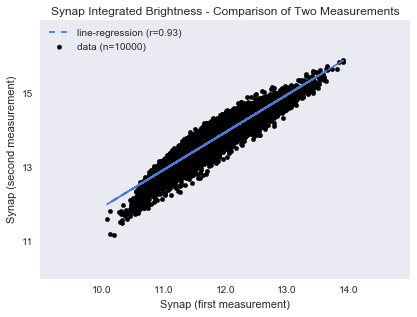 Synap Integrated Brightness - Comparison of Two Measurements
line-regression (r=0.93)
data (n=10000)
Synap (second measurement)
15
13
11
10.0 11.0 12.0 13.0 14.0
Synap (first measurement)